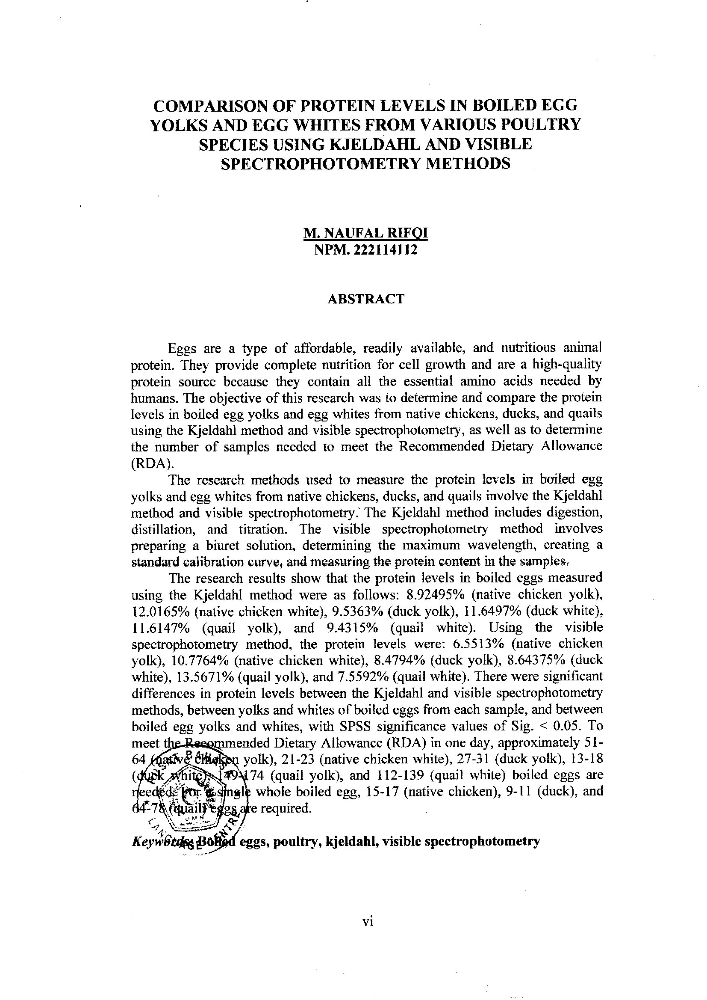 COMPARISON OF PROTEIN LEVELS IN BOILED EGG
YOLKS AND EGG WHITES FROM VARIOUS POULTRY
SPECIES USING KJELDAHL AND VISIBLE
SPECTROPHOTOMETRY METHODS
M. NAUFAL RIFQI
NPM. 222114112
ABSTRACT
Eggs are a type of affordable, readily available, and nutritious animal
protein. They provide complete nutrition for cell growth and are a high-quality
protein source because they contain all the essential amino acids needed by
humans. The objective of this research was to determine and compare the protein
levels in boiled egg yolks and egg whites from native chickens, ducks, and quails
using the Kjeldahl method and visible spectrophotometry, as well as to determine
the number of samples needed to meet the Recommended Dietary Allowance
(RDA).
The research methods used to measure the protein levels in boiled egg
yolks and egg whites from native chickens, ducks, and quails involve the Kjeldahl
method and visible spectrophotometry. The Kjeldahl method includes digestion,
distillation, and titration. The visible spectrophotometry method involves
preparing a biuret solution, determining the maximum wavelength, creating a
standard calibration curve, and measuring the protein content in the samples.
The research results show that the protein levels in boiled eggs measured
using the Kjeldahl method were as follows: 8.92495% (native chicken yolk),
12.0165% (native chicken white), 9.5363% (duck yolk), 11.6497% (duck white),
11.6147% (quail yolk), and 9.4315% (quail white). Using the visible
spectrophotometry method, the protein levels were: 6.5513% (native chicken
yolk), 10.7764% (native chicken white), 8.4794% (duck yolk), 8.64375% (duck
white), 13.5671% (quail yolk), and 7.5592% (quail white). There were significant
differences in protein levels between the Kjeldahl and visible spectrophotometry
methods, between yolks and whites of boiled eggs from each sample, and between
boiled egg yolks and whites, with SPSS significance values of Sig. < 0.05. To
meet the Recommended Dietary Allowance (RDA) in one day, approximately 51-
64 (native chicken yolk), 21-23 (native chicken white), 27-31 (duck yolk), 13-18
(duck white), 149-174 (quail yolk), and 112-139 (quail white) boiled eggs are
needed. For a single whole boiled egg, 15-17 (native chicken), 9-11 (duck), and
64-78 (quail) eggs are required.
Keywords: Boiled eggs, poultry, kjeldahl, visible spectrophotometry
vi